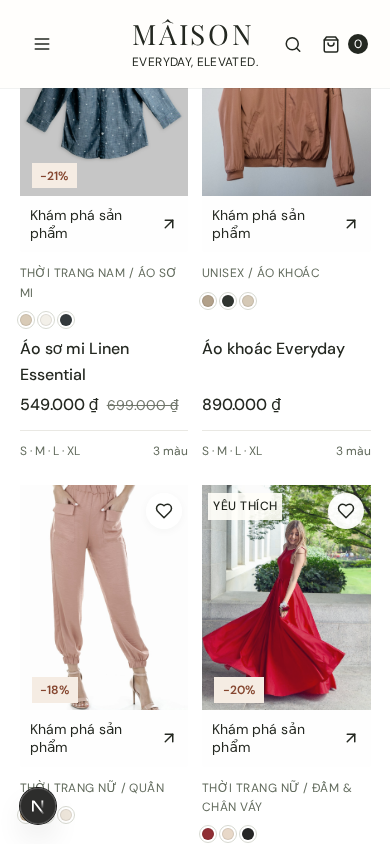 MÂISON
EVERYDAY, ELEVATED.
0
-21%
Khám phá sản
phẩm
Khám phá sản
phẩm
THỜI TRANG NAM / ÁO SƠ
MI
UNISEX / ÁO KHOÁC
Áo sơ mi Linen
Essential
Áo khoác Everyday
549.000 ₫ 699.000 ₫
890.000 ₫
S · M · L · XL
3 màu
S · M · L · XL
3 màu
YÊU THÍCH
-18%
-20%
Khám phá sản
phẩm
Khám phá sản
phẩm
THỜI TRANG NỮ / QUẦN
THỜI TRANG NỮ / ĐẦM &
CHÂN VÁY
N